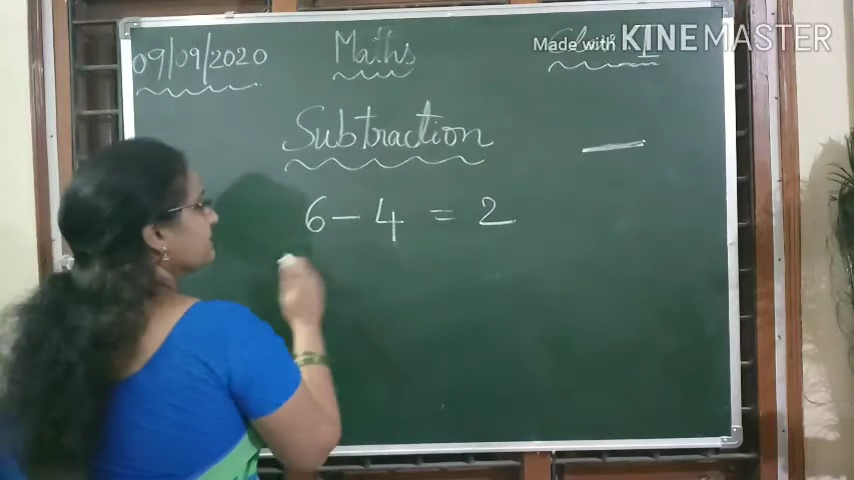 09/09/2020 Maths I
Made with KINEMASTER
Subtraction —
6 - 4 = 2